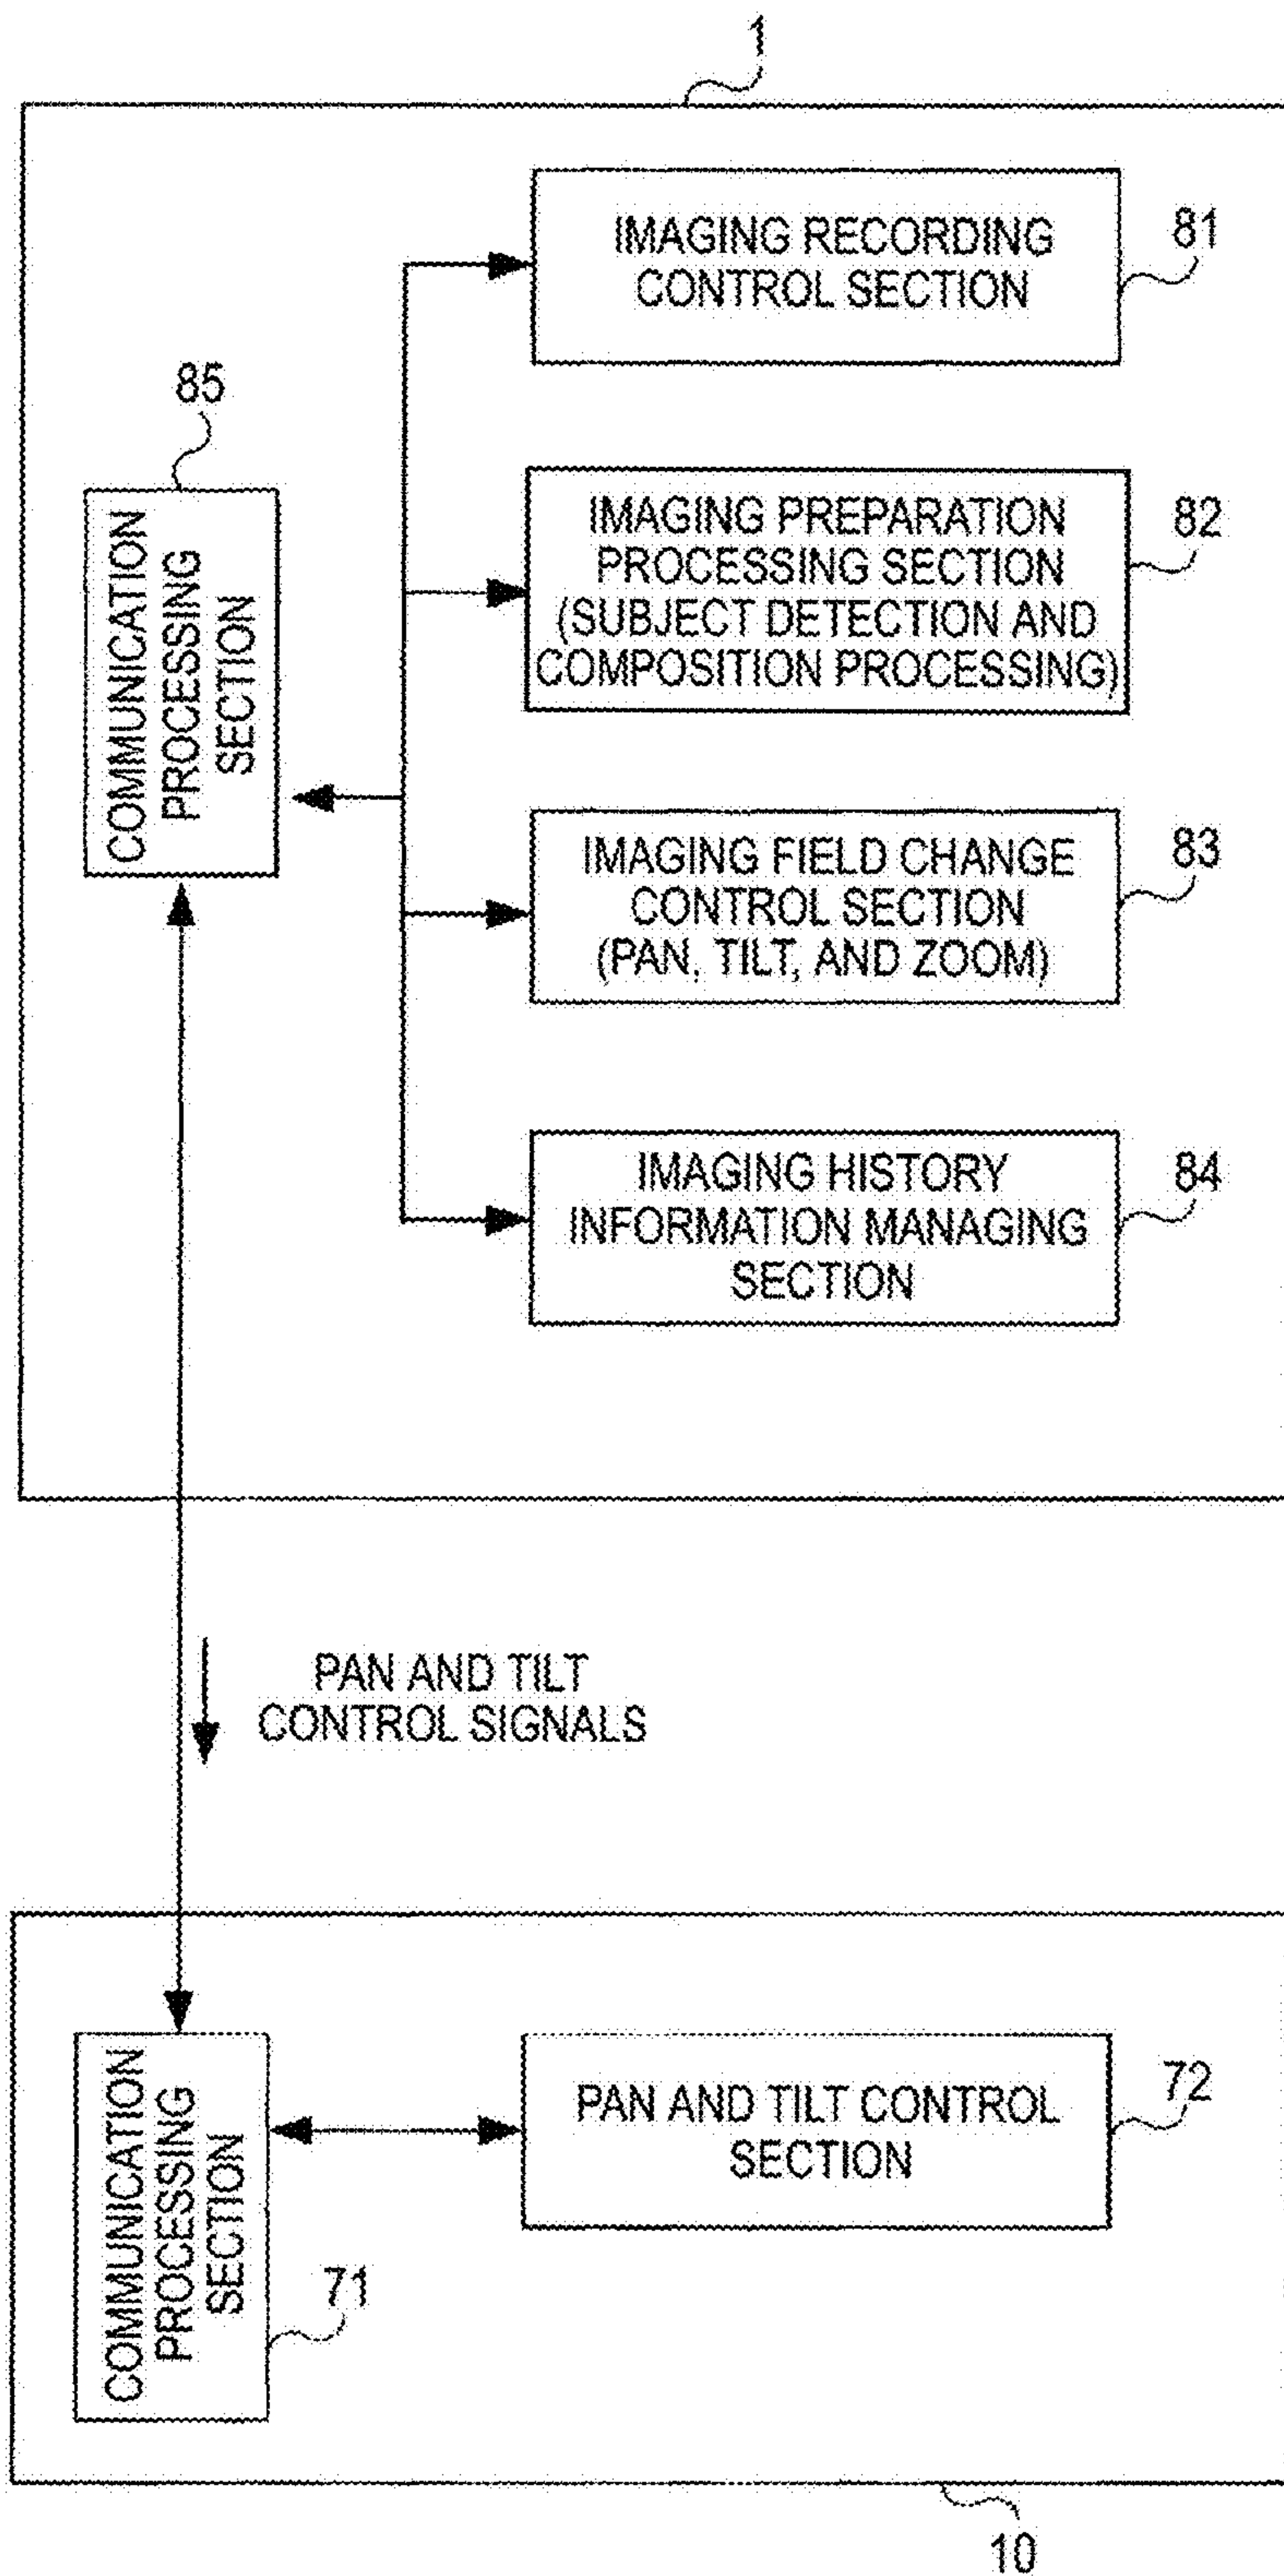 1
IMAGING RECORDING
CONTROL SECTION
81
85
COMMUNICATION
PROCESSING
SECTION
IMAGING PREPARATION
PROCESSING SECTION
(SUBJECT DETECTION AND
COMPOSITION PROCESSING)
82
IMAGING FIELD CHANGE
CONTROL SECTION
(PAN, TILT, AND ZOOM)
83
IMAGING HISTORY
INFORMATION MANAGING
SECTION
84
PAN AND TILT
CONTROL SIGNALS
COMMUNICATION
PROCESSING
SECTION
71
PAN AND TILT CONTROL
SECTION
72
10